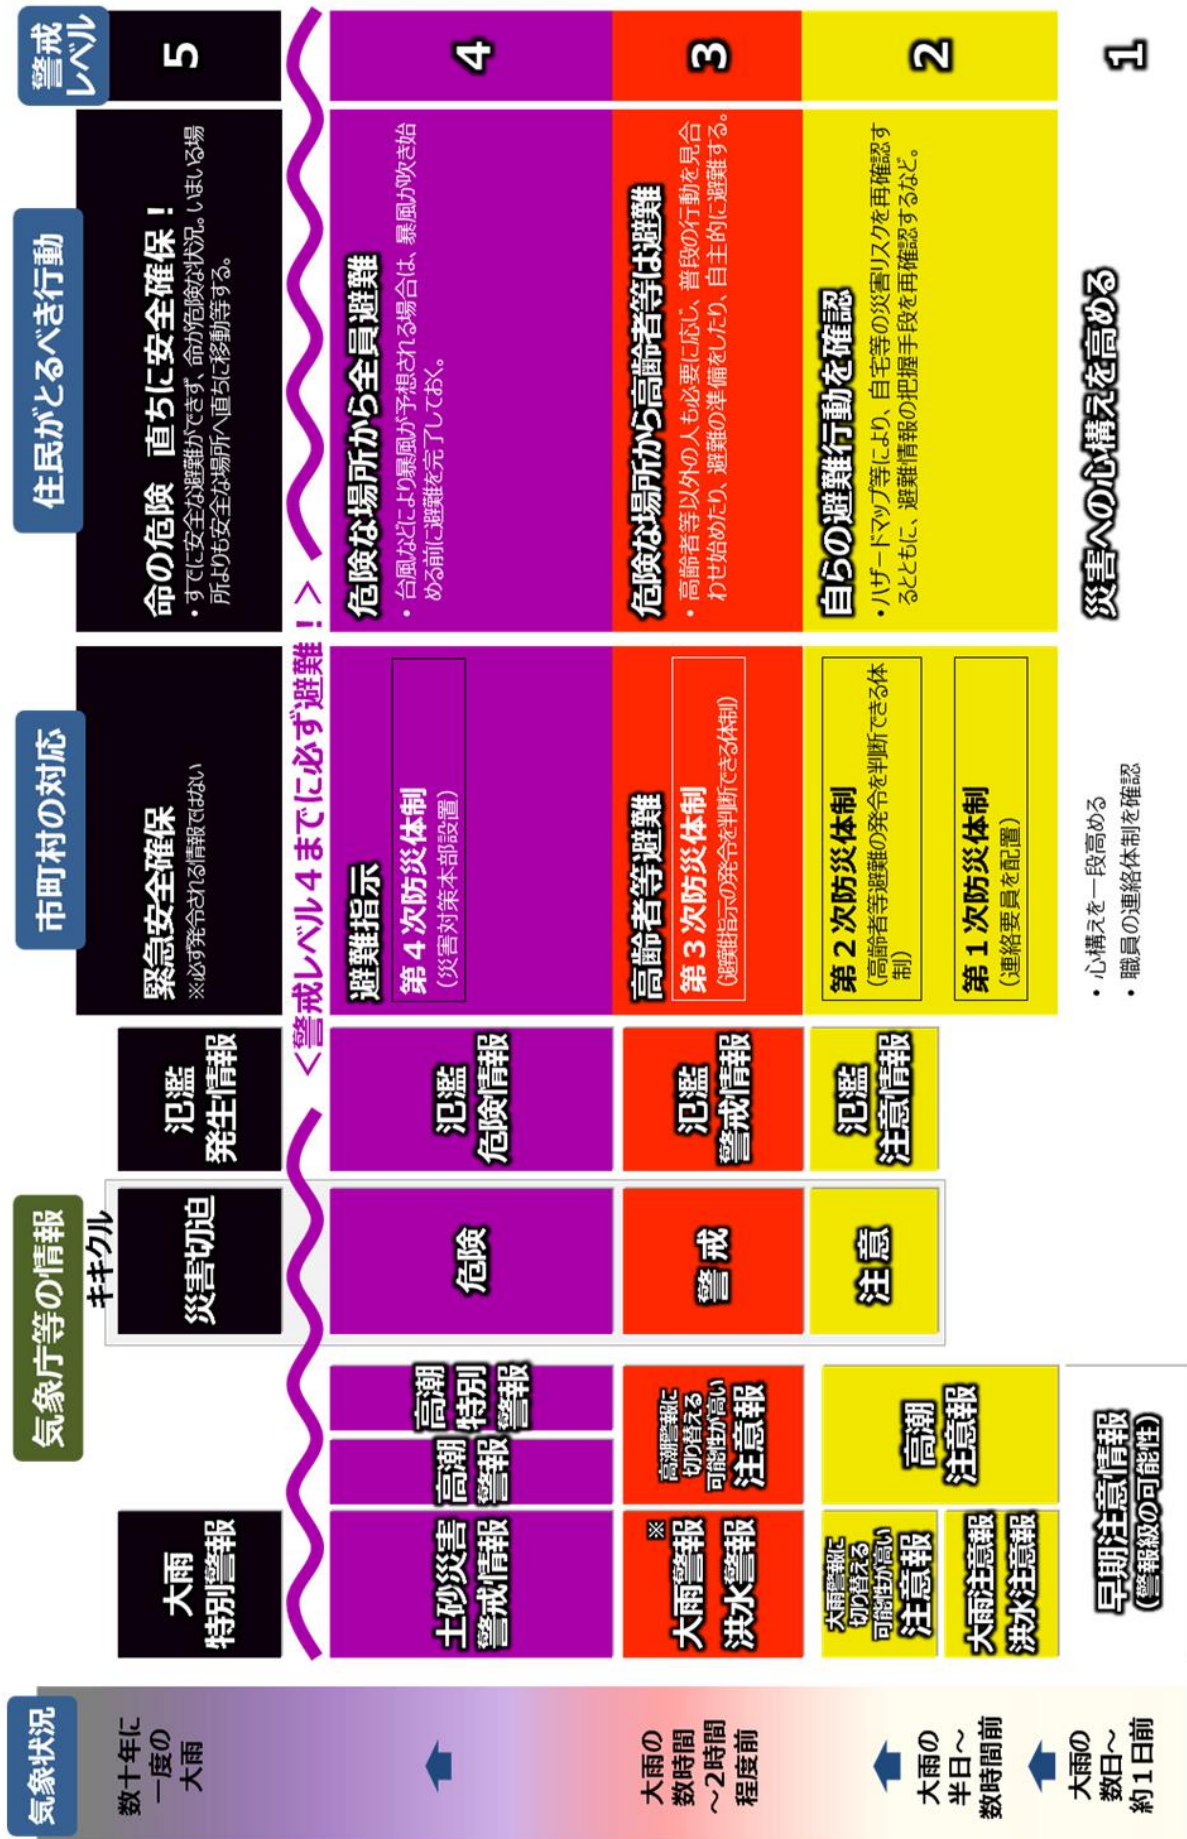 気象状況
気象庁等の情報
市町村の対応
住民がとるべき行動
警戒
レベル
キキクル
数十年に
一度の
大雨
大雨
特別警報
災害切迫
氾濫
発生情報
緊急安全確保
※必ず発令される情報ではない
命の危険 直ちに安全確保!
・すでに安全な避難ができず、命が危険な状況。いまいる場
所よりも安全な場所へ直ちに移動等する。
5
<警戒レベル4までに必ず避難!>
土砂災害
警戒情報
高潮
警報
高潮
特別
警報
危険
氾濫
危険情報
避難指示
第4次防災体制
(災害対策本部設置)
危険な場所から全員避難
・台風などにより暴風が予想される場合は、暴風が吹き始
める前に避難を完了しておく。
4
大雨の
数時間
~2時間
程度前
大雨警報※
洪水警報
高潮警報に
切り替える
可能性が高い
注意報
警戒
氾濫
警戒情報
高齢者等避難
第3次防災体制
(避難指示の発令を判断できる体制)
危険な場所から高齢者等は避難
・高齢者等以外の人も必要に応じ、普段の行動を見合
わせ始めたり、避難の準備をしたり、自主的に避難する。
3
大雨の
半日~
数時間前
大雨警報に
切り替える
可能性が高い
注意報
大雨注意報
洪水注意報
高潮
注意報
注意
氾濫
注意情報
第2次防災体制
(高齢者等避難の発令を判断できる体
制)
第1次防災体制
(連絡要員を配置)
自らの避難行動を確認
・ハザードマップ等により、自宅等の災害リスクを再確認す
るとともに、避難情報の把握手段を再確認するなど。
2
大雨の
数日~
約1日前
早期注意情報
(警報級の可能性)
・心構えを一段高める
・職員の連絡体制を確認
災害への心構えを高める
1